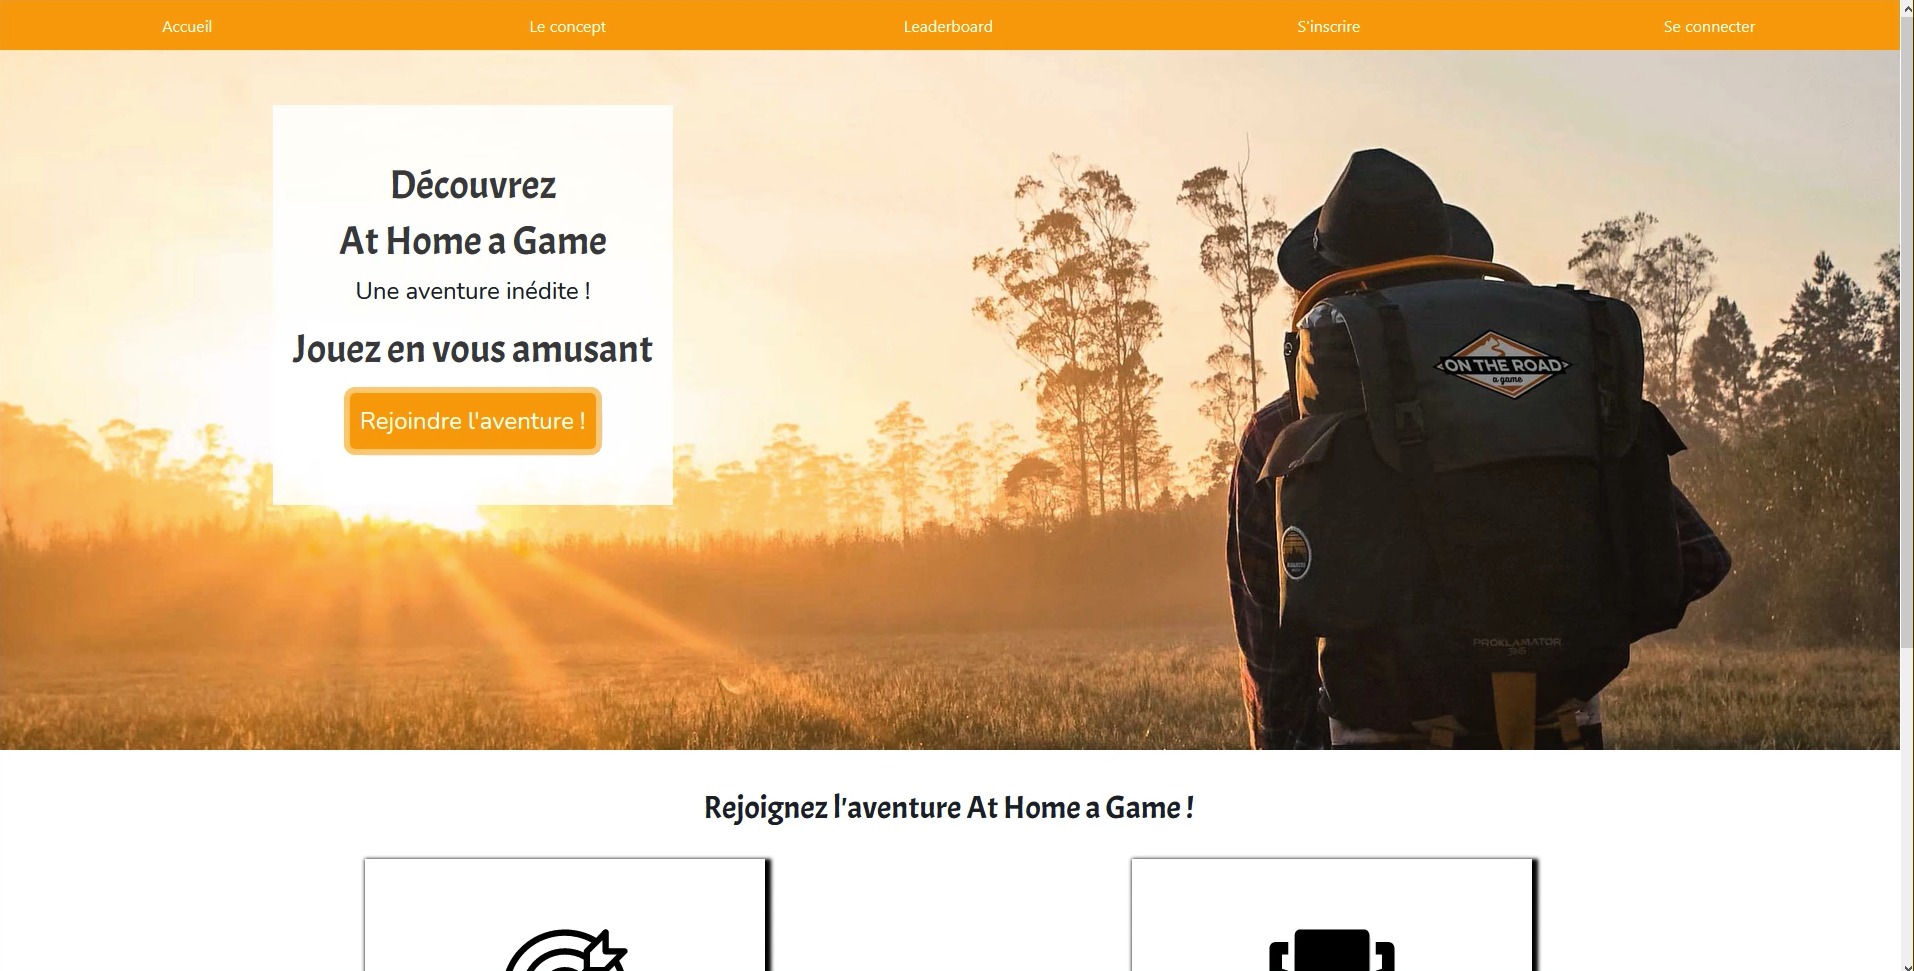 Accueil
Le concept
Leaderboard
S'inscrire
Se connecter
Découvrez
At Home a Game
Une aventure inédite !
Jouez en vous amusant
Rejoindre l'aventure !
ON THE ROAD
a game
PROKLAMATOR
Rejoignez l'aventure At Home a Game !